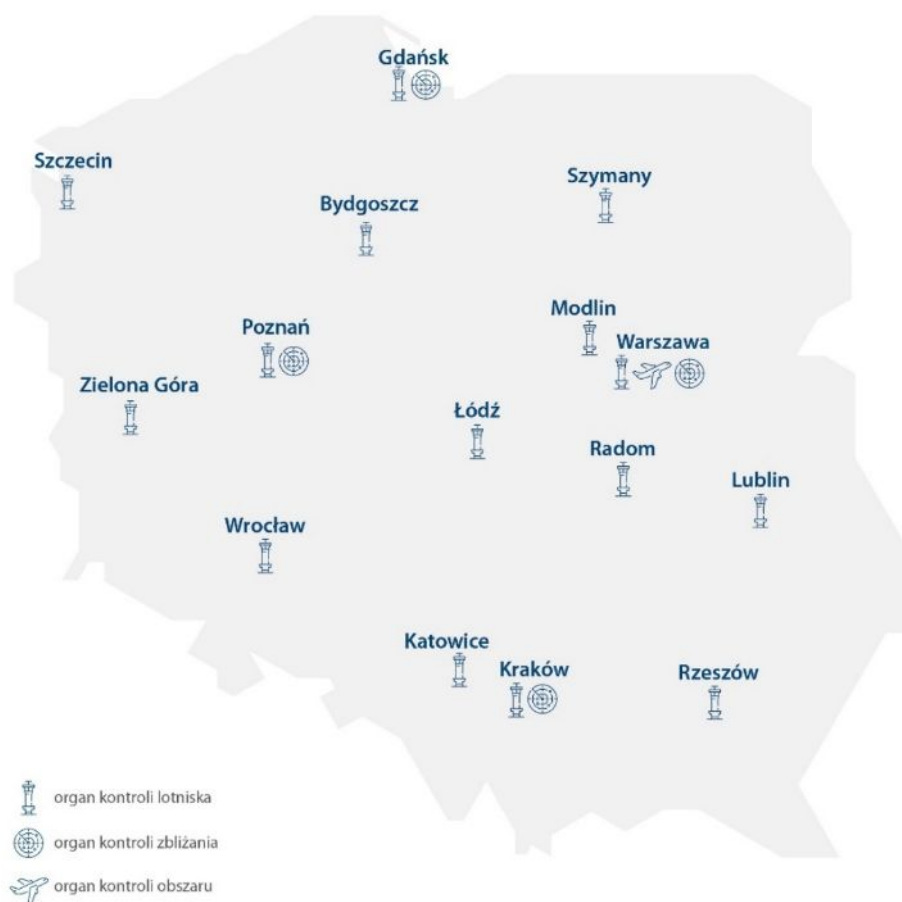 Gdańsk
Szczecin
Szymany
Bydgoszcz
Modlin
Poznań
Warszawa
Zielona Góra
Łódź
Radom
Lublin
Wrocław
Katowice
Kraków
Rzeszów
organ kontroli lotniska
organ kontroli zbliżania
organ kontroli obszaru